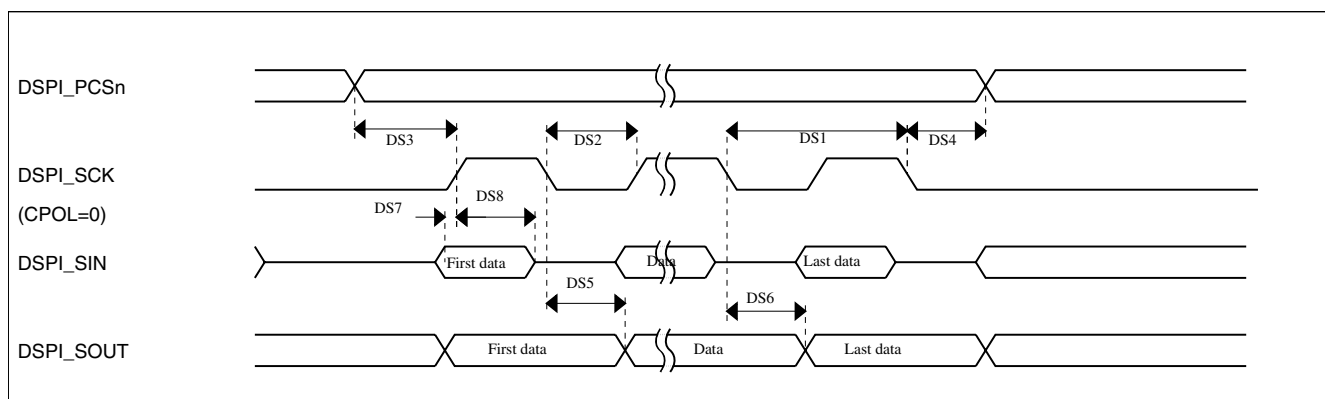 DSPI_PCSn
DS3
DS2
DS1
DS4
DSPI_SCK
(CPOL=0)
DS7
DS8
DSPI_SIN
First data
Data
Last data
DS5
DS6
DSPI_SOUT
First data
Data
Last data